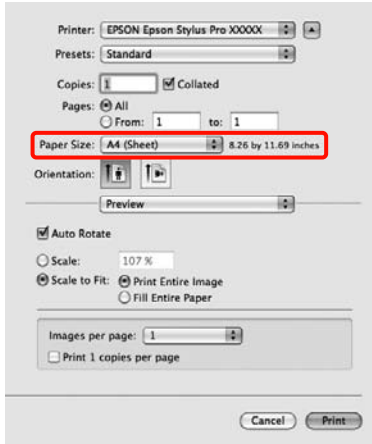 Printer: EPSON Epson Stylus Pro XXXXX
Presets: Standard
Copies: 1 Collated
Pages: All
From: 1 to: 1
Paper Size: A4 (Sheet) 8.26 by 11.69 inches
Orientation:
Preview
Auto Rotate
Scale: 107 %
Scale to Fit: Print Entire Image
Fill Entire Paper
Images per page: 1
Print 1 copies per page
Cancel Print